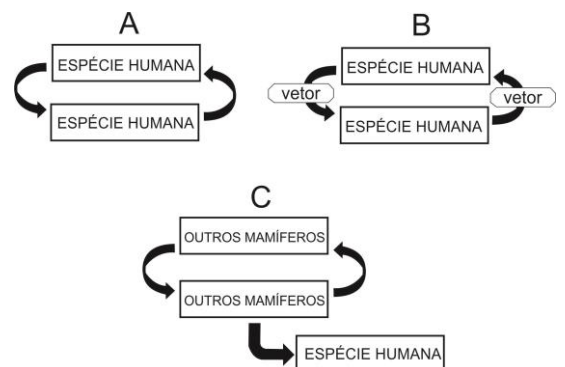 A
ESPÉCIE HUMANA
ESPÉCIE HUMANA
B
ESPÉCIE HUMANA
vetor
vetor
ESPÉCIE HUMANA
C
OUTROS MAMÍFEROS
OUTROS MAMÍFEROS
ESPÉCIE HUMANA